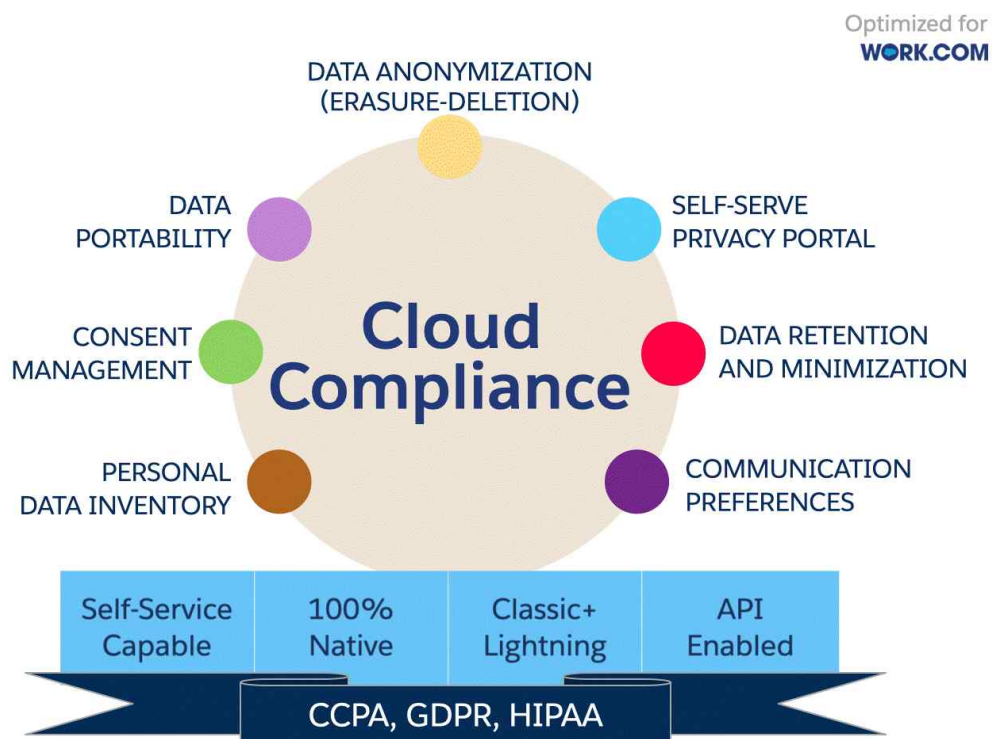 Optimized for
WORK.COM
DATA ANONYMIZATION
(ERASURE-DELETION)
DATA
PORTABILITY
SELF-SERVE
PRIVACY PORTAL
CONSENT
MANAGEMENT
Cloud
Compliance
DATA RETENTION
AND MINIMIZATION
PERSONAL
DATA INVENTORY
COMMUNICATION
PREFERENCES
Self-Service
Capable
100%
Native
Classic+
Lightning
API
Enabled
CCPA, GDPR, HIPAA